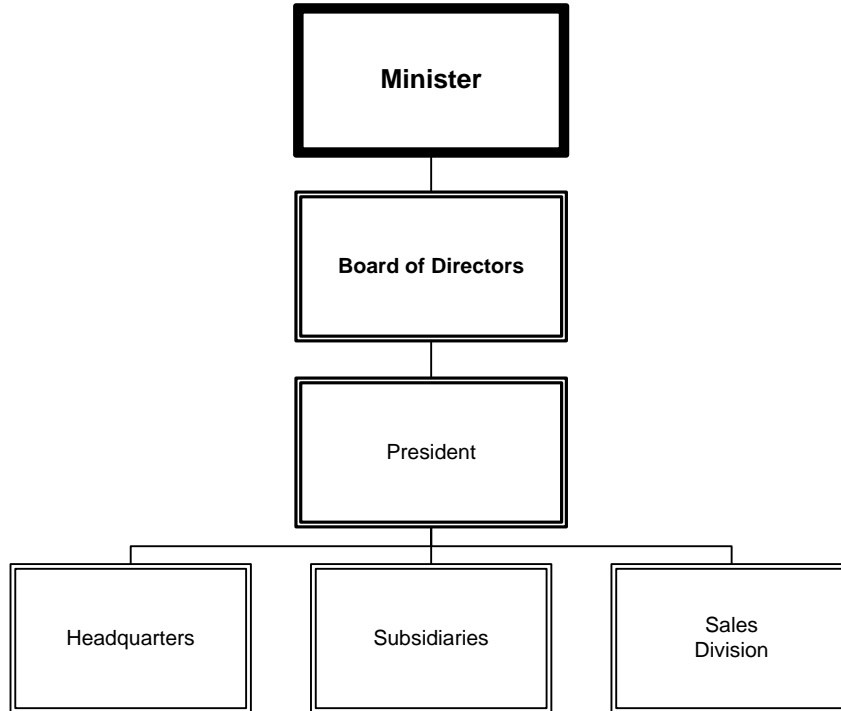 Minister
Board of Directors
President
Headquarters
Subsidiaries
Sales
Division